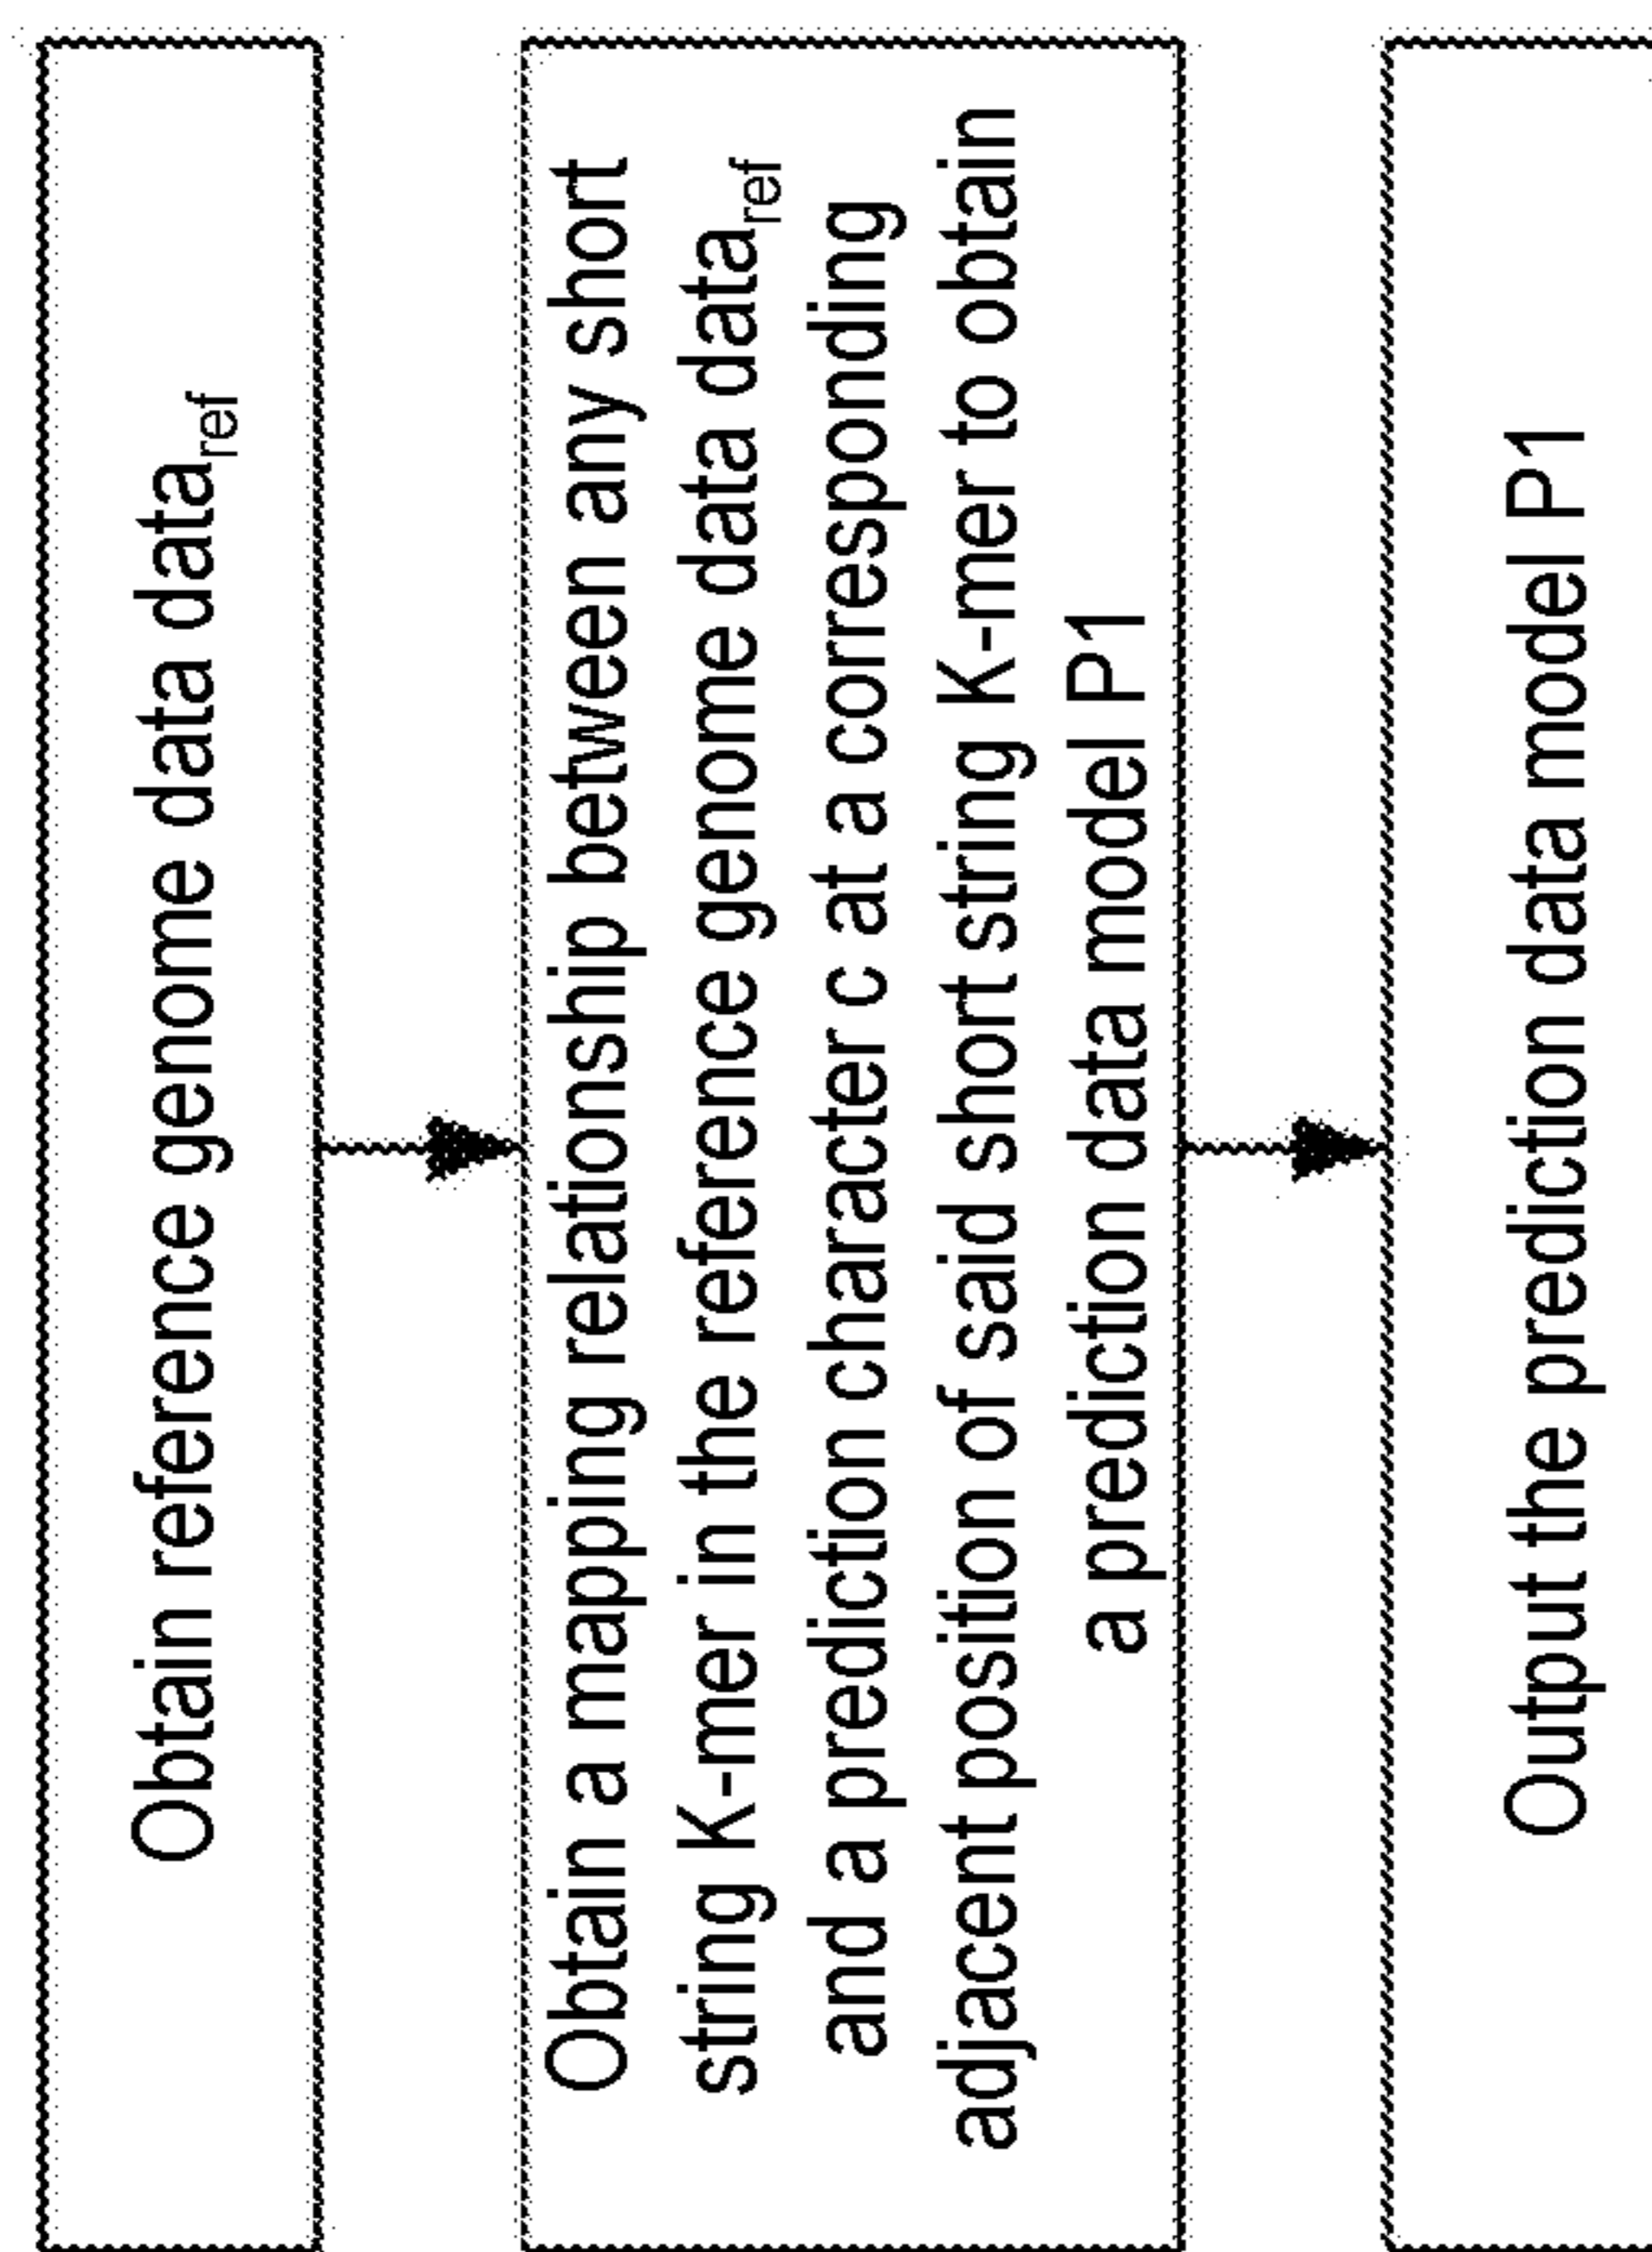 Obtain reference genome data data_ref
Obtain a mapping relationship between any short
string K-mer in the reference genome data data_ref
and a prediction character c at a corresponding
adjacent position of said short string K-mer to obtain
a prediction data model P1
Output the prediction data model P1